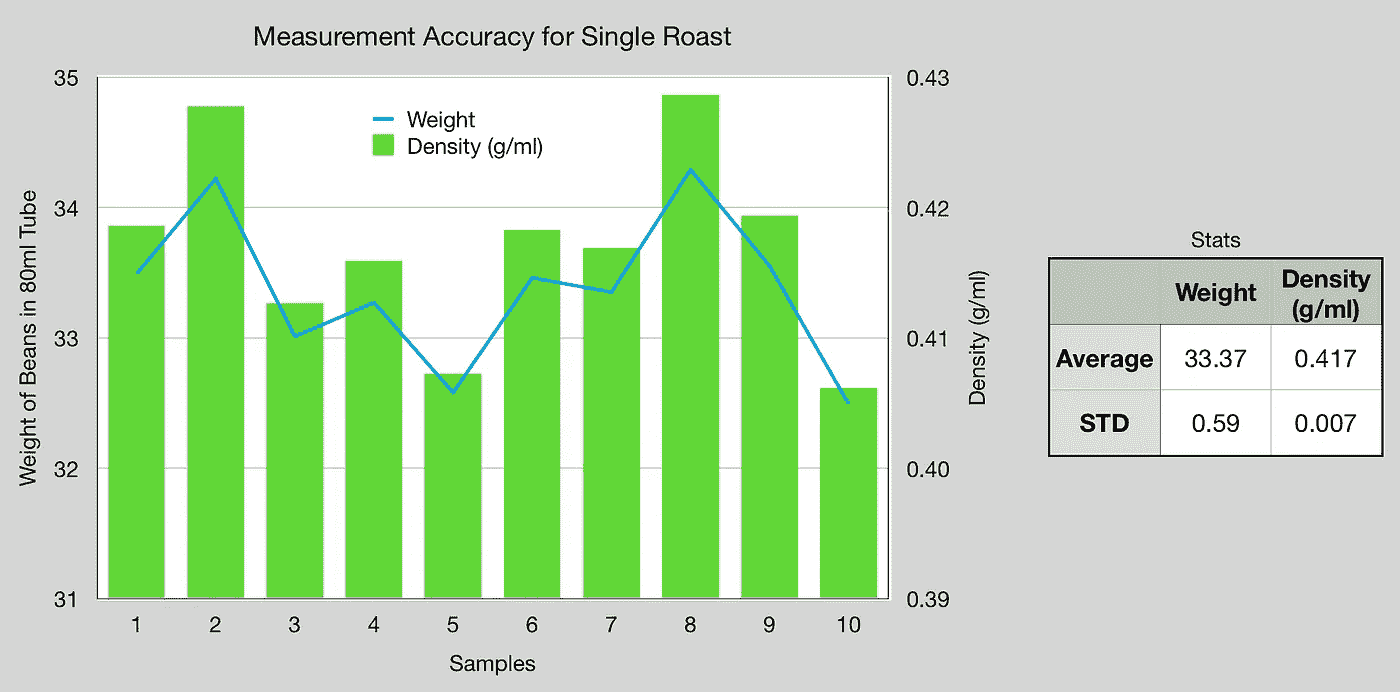 Measurement Accuracy for Single Roast
35
34
33
32
31
Weight of Beans in 80ml Tube
Weight
Density (g/ml)
0.43
0.42
0.41
0.40
0.39
Density (g/ml)
1 2 3 4 5 6 7 8 9 10
Samples
Stats
Weight Density
(g/ml)
Average 33.37 0.417
STD 0.59 0.007